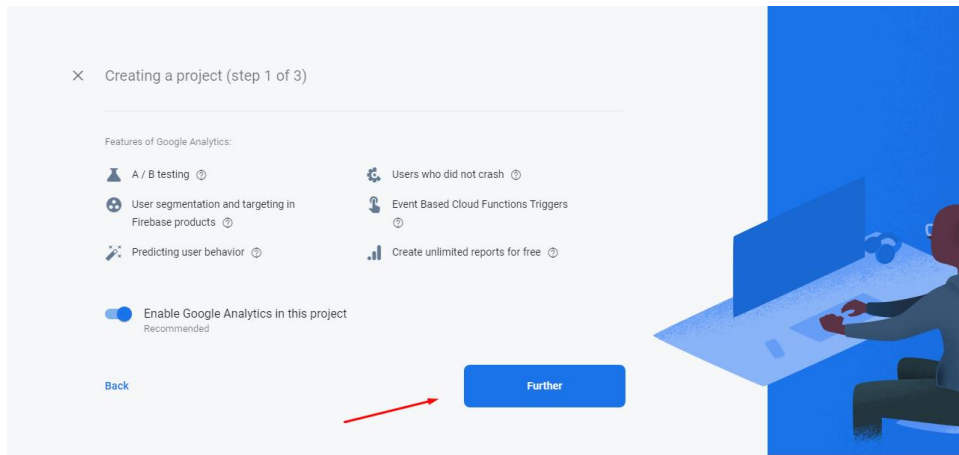 Creating a project (step 1 of 3)
Features of Google Analytics:
A / B testing
Users who did not crash
User segmentation and targeting in
Firebase products
Event Based Cloud Functions Triggers
Predicting user behavior
Create unlimited reports for free
Enable Google Analytics in this project
Recommended
Back
Further